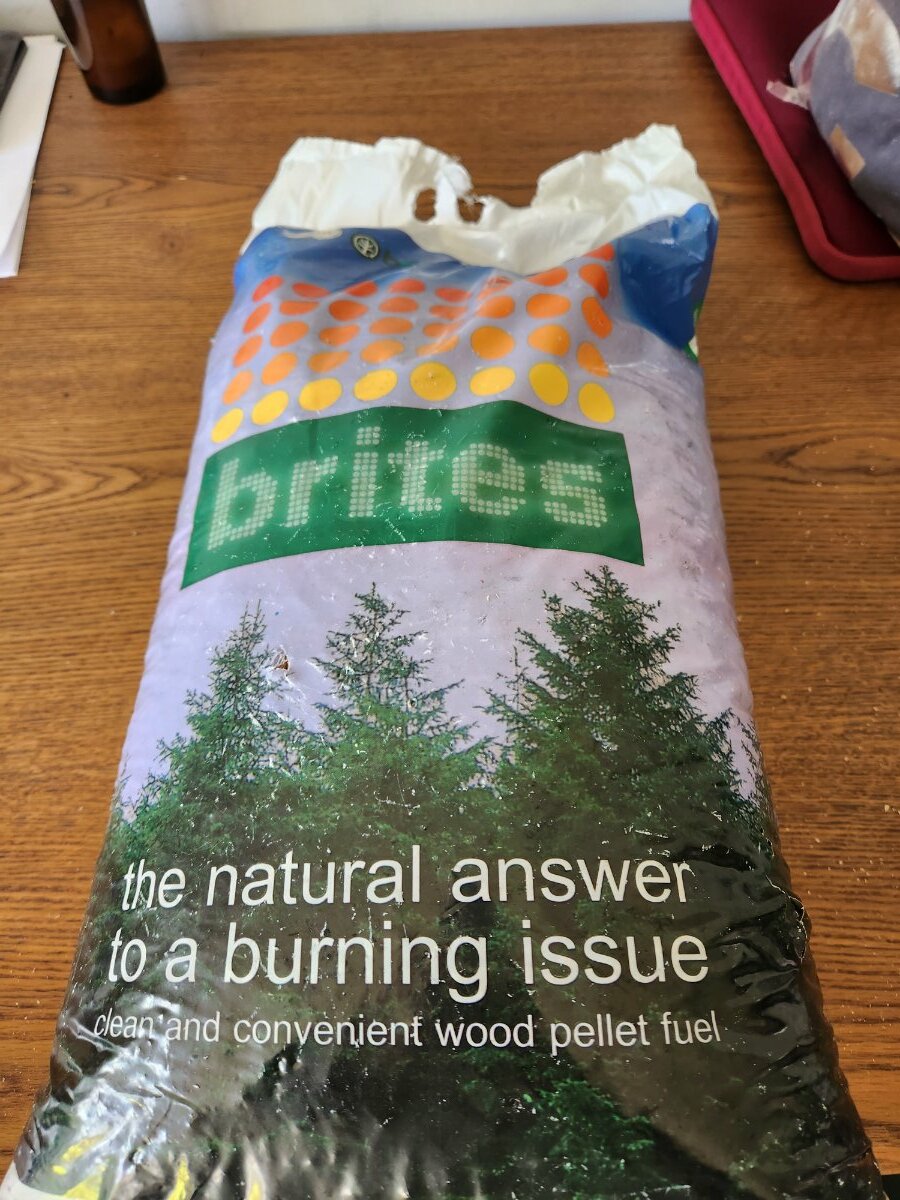 brites
the natural answer
to a burning issue
clean and convenient wood pellet fuel